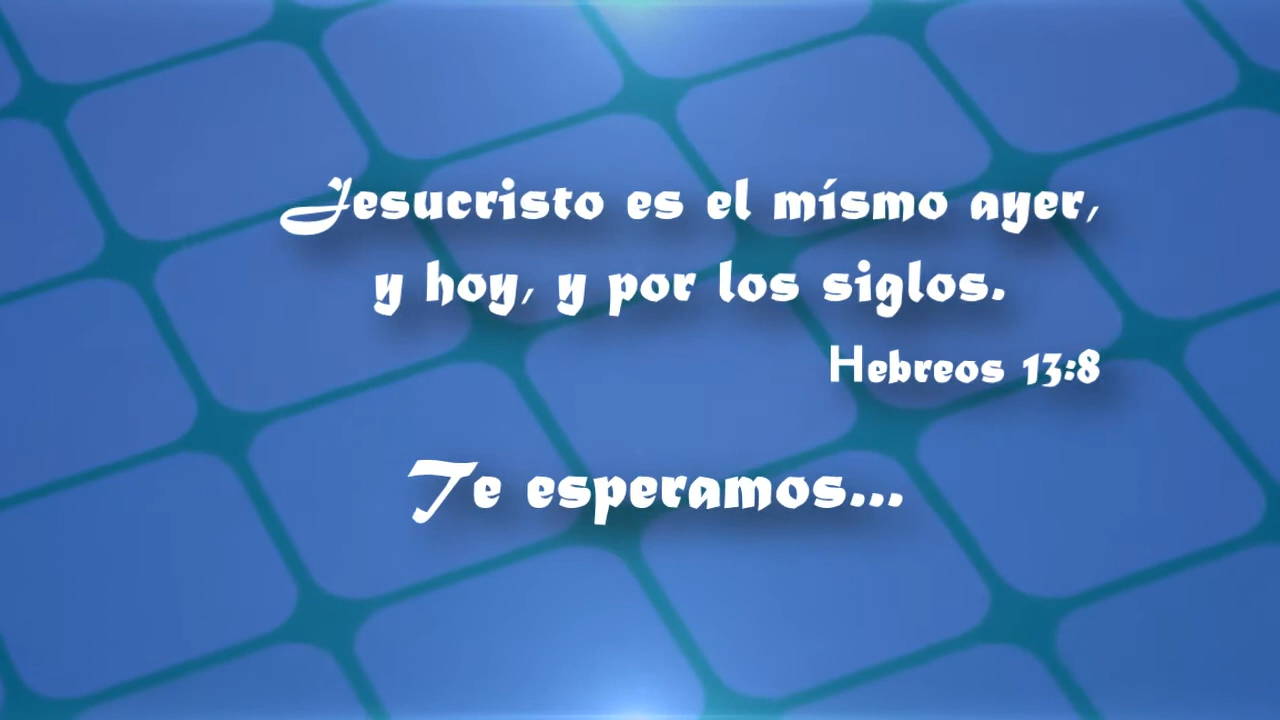 Jesucristo es el mísmo ayer,
y hoy, y por los siglos.
Hebreos 13:8
Te esperamos...